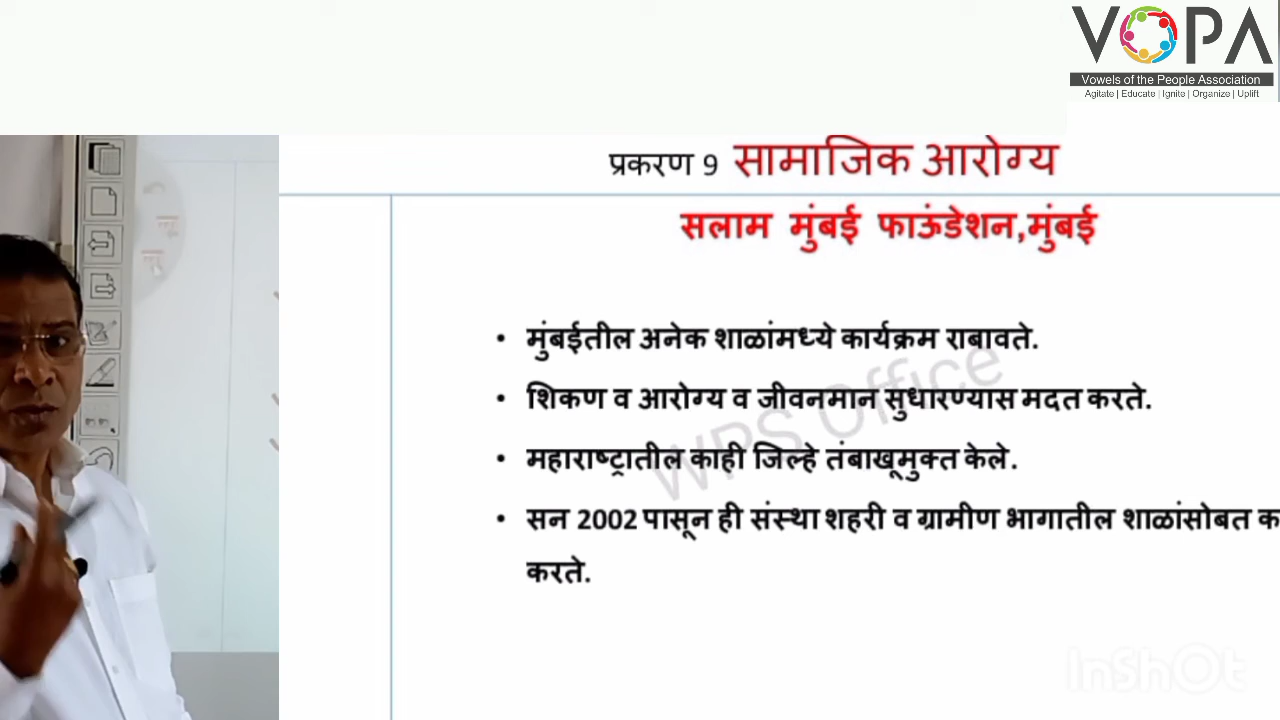 VOPA
Vowels of the People Association
Agitate | Educate | Ignite | Organize | Uplift
प्रकरण 9 सामाजिक आरोग्य
सलाम मुंबई फाऊंडेशन,मुंबई
• मुंबईतील अनेक शाळांमध्ये कार्यक्रम राबावते.
• शिकण व आरोग्य व जीवनमान सुधारण्यास मदत करते.
• महाराष्ट्रातील काही जिल्हे तंबाखूमुक्त केले.
• सन 2002 पासून ही संस्था शहरी व ग्रामीण भागातील शाळांसोबत क
करते.
WPS Office
InShOt